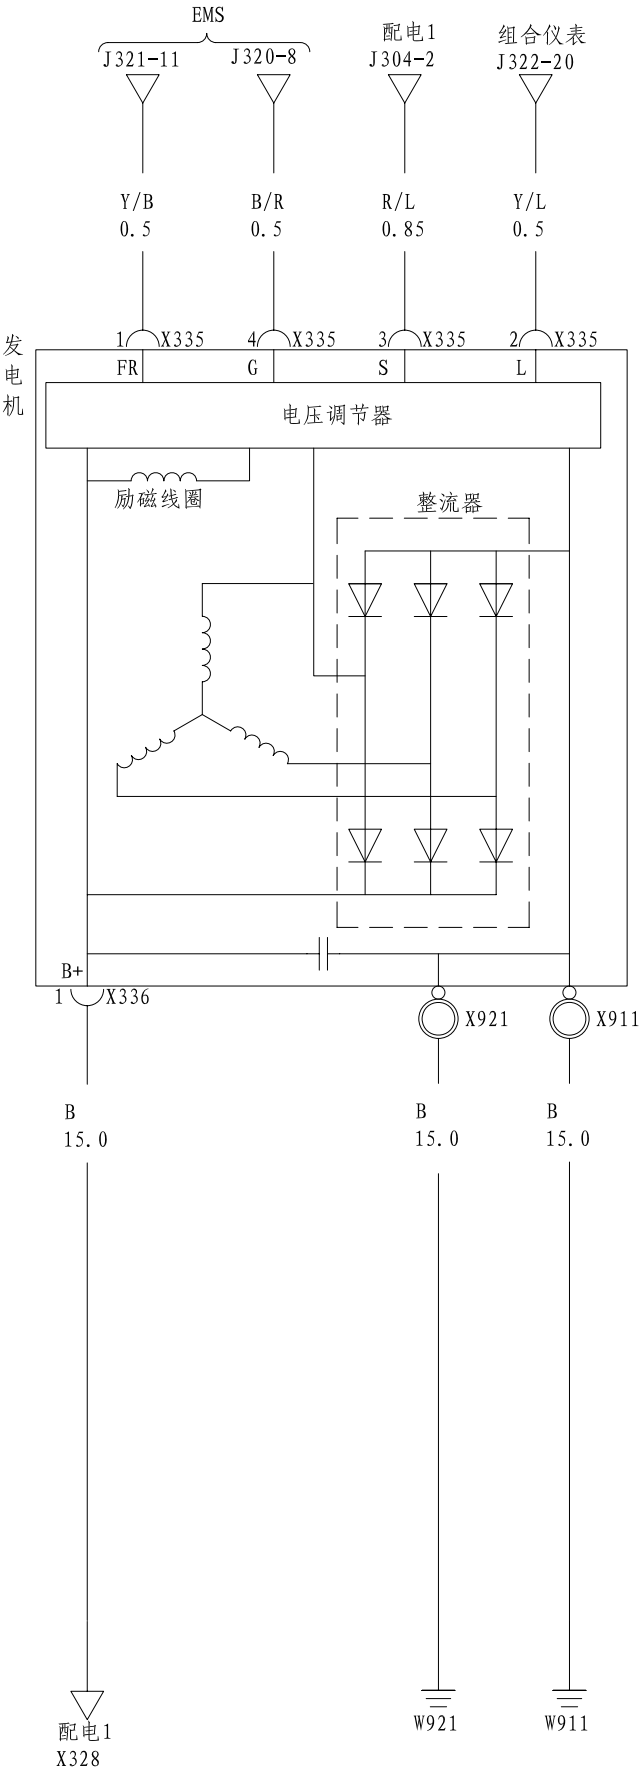 EMS
配电1
组合仪表
J321-11
J320-8
J304-2
J322-20
Y/B
B/R
R/L
Y/L
0.5
0.5
0.85
0.5
1
X335
4
X335
3
X335
2
X335
发电机
FR
G
S
L
电压调节器
励磁线圈
整流器
B+
1
X336
X921
X911
B
B
B
15.0
15.0
15.0
W921
W911
配电1
X328